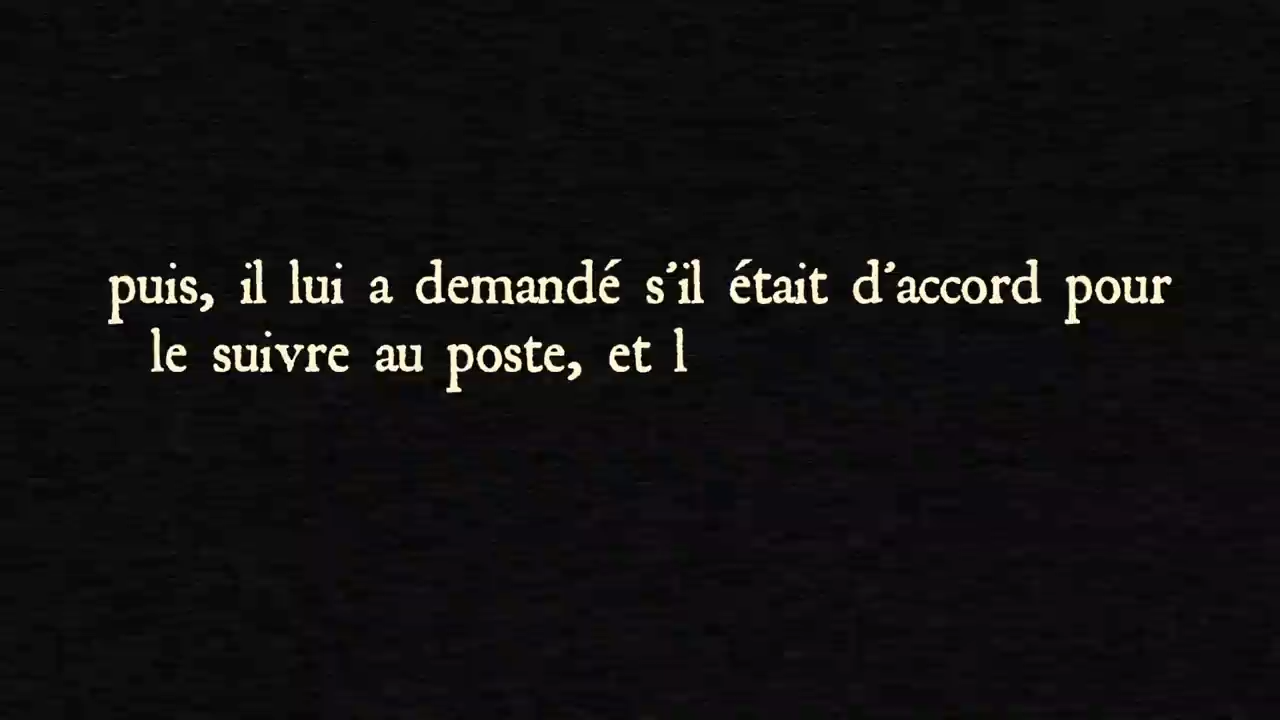 puis, il lui a demandé s'il était d'accord pour
le suivre au poste, et l